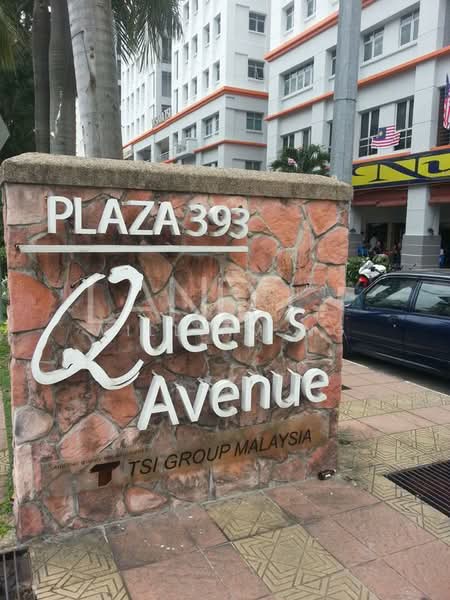 PLAZA 393
Queen's
Avenue
TSI GROUP MALAYSIA